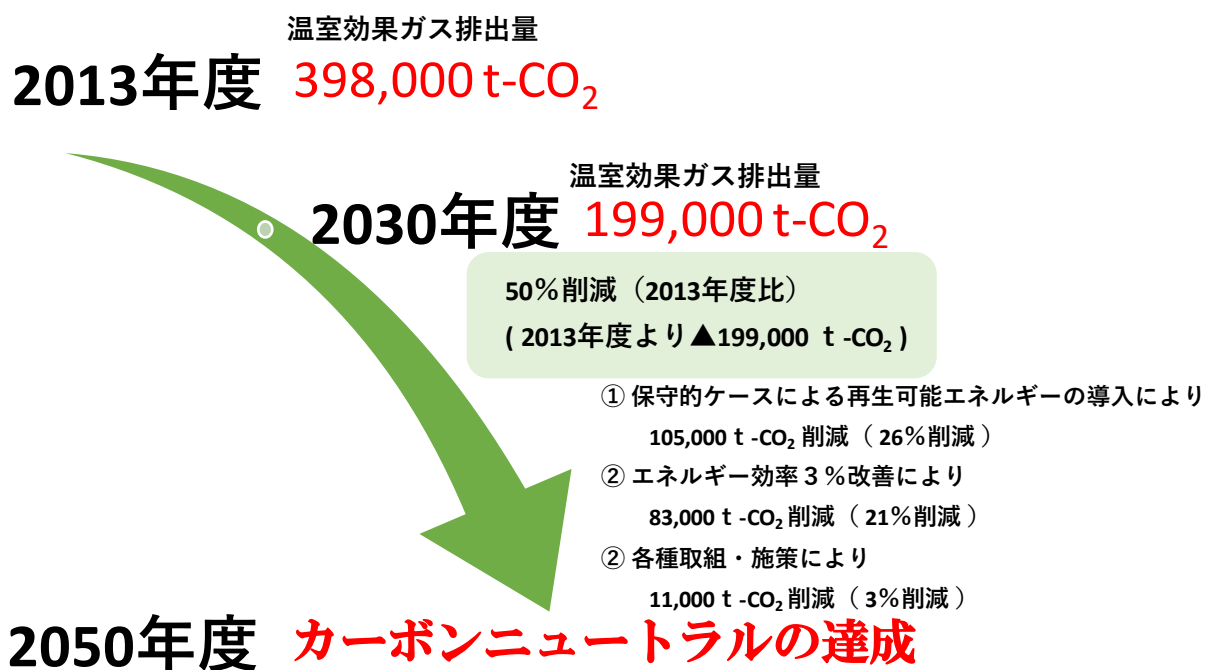 温室効果ガス排出量
2013年度 398,000 t-CO₂
温室効果ガス排出量
2030年度 199,000 t-CO₂
50％削減（2013年度比）
( 2013年度より▲199,000 ｔ-CO₂ )
① 保守的ケースによる再生可能エネルギーの導入により
105,000 ｔ-CO₂ 削減（ 26％削減 ）
② エネルギー効率３％改善により
83,000 ｔ-CO₂ 削減（ 21％削減 ）
② 各種取組・施策により
11,000 ｔ-CO₂ 削減（ 3％削減 ）
2050年度 カーボンニュートラルの達成